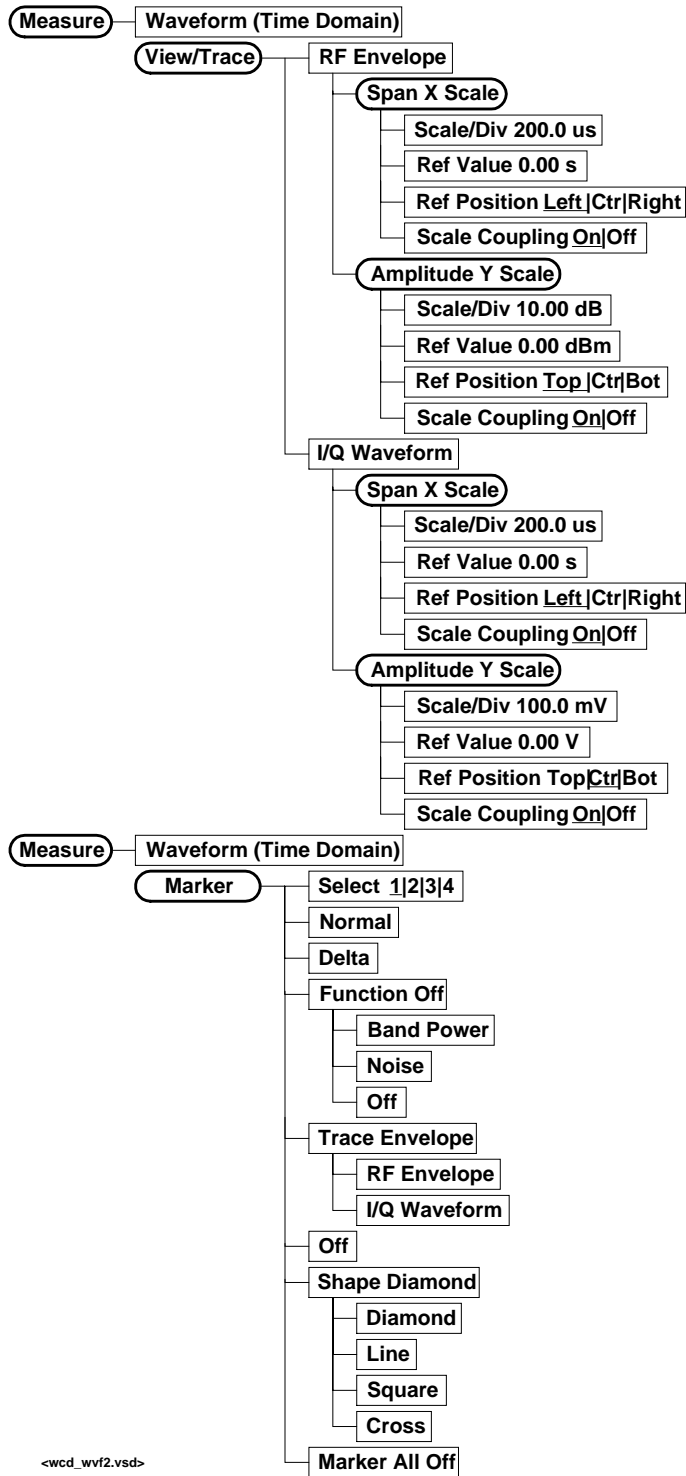 Measure
Waveform (Time Domain)
View/Trace
RF Envelope
Span X Scale
Scale/Div 200.0 us
Ref Value 0.00 s
Ref Position Left |Ctr|Right
Scale Coupling On|Off
Amplitude Y Scale
Scale/Div 10.00 dB
Ref Value 0.00 dBm
Ref Position Top |Ctr|Bot
Scale Coupling On|Off
I/Q Waveform
Span X Scale
Scale/Div 200.0 us
Ref Value 0.00 s
Ref Position Left |Ctr|Right
Scale Coupling On|Off
Amplitude Y Scale
Scale/Div 100.0 mV
Ref Value 0.00 V
Ref Position Top|Ctr|Bot
Scale Coupling On|Off
Measure
Waveform (Time Domain)
Marker
Select 1|2|3|4
Normal
Delta
Function Off
Band Power
Noise
Off
Trace Envelope
RF Envelope
I/Q Waveform
Off
Shape Diamond
Diamond
Line
Square
Cross
Marker All Off
<wcd_wvf2.vsd>